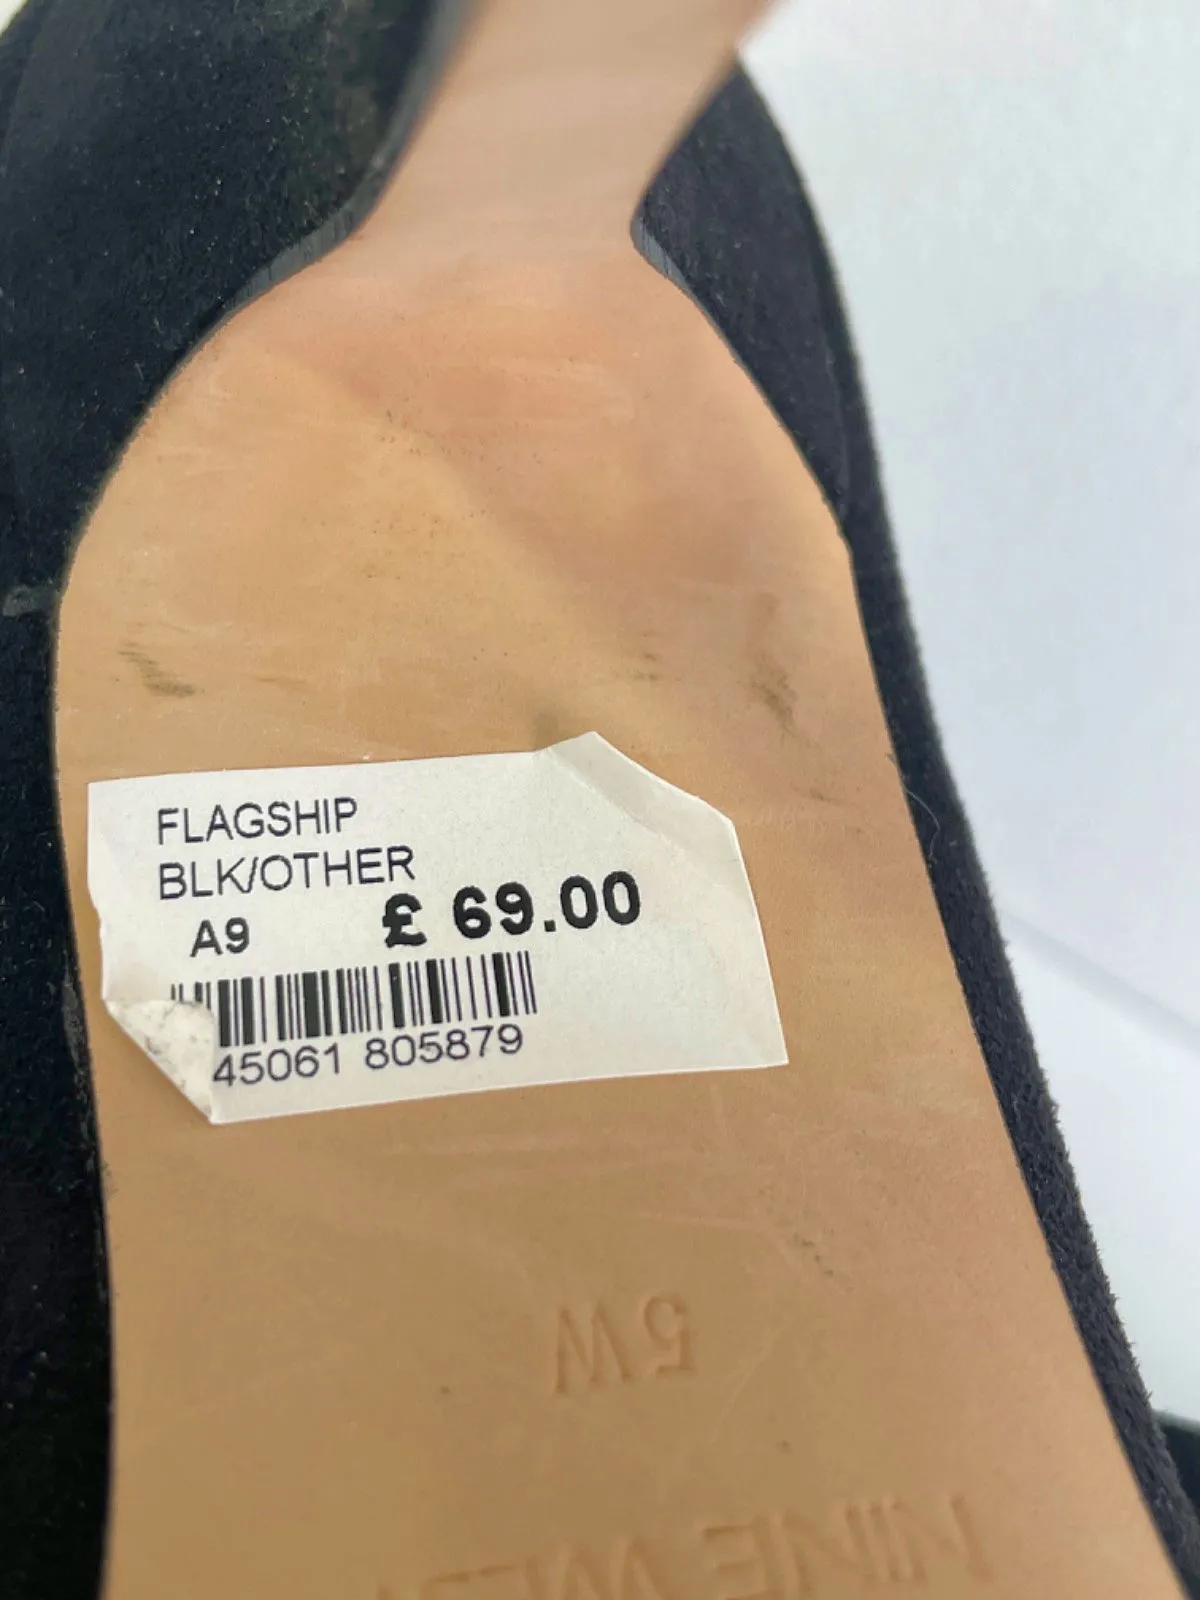 FLAGSHIP
BLK/OTHER
A9 £ 69.00
45061 805879
5W
NINE WEST